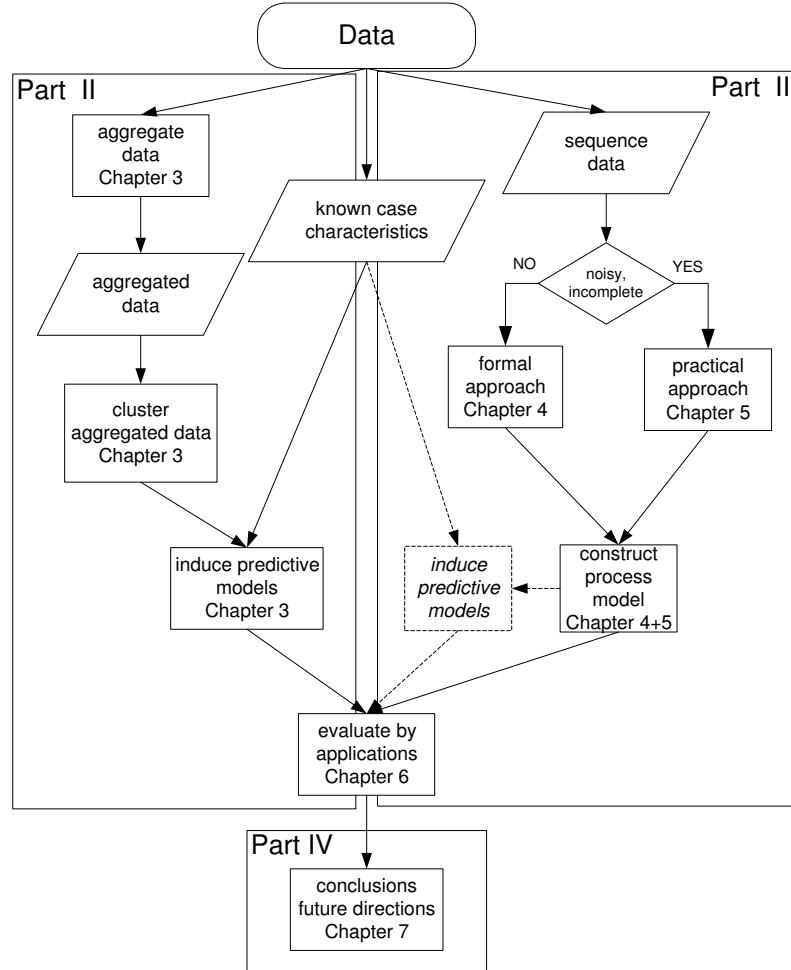 Data
Part II
Part II
aggregate
data
Chapter 3
sequence
data
known case
characteristics
NO
noisy,
incomplete
YES
aggregated
data
formal
approach
Chapter 4
practical
approach
Chapter 5
cluster
aggregated data
Chapter 3
induce predictive
models
Chapter 3
induce
predictive
models
construct
process
model
Chapter 4+5
evaluate by
applications
Chapter 6
Part IV
conclusions
future directions
Chapter 7